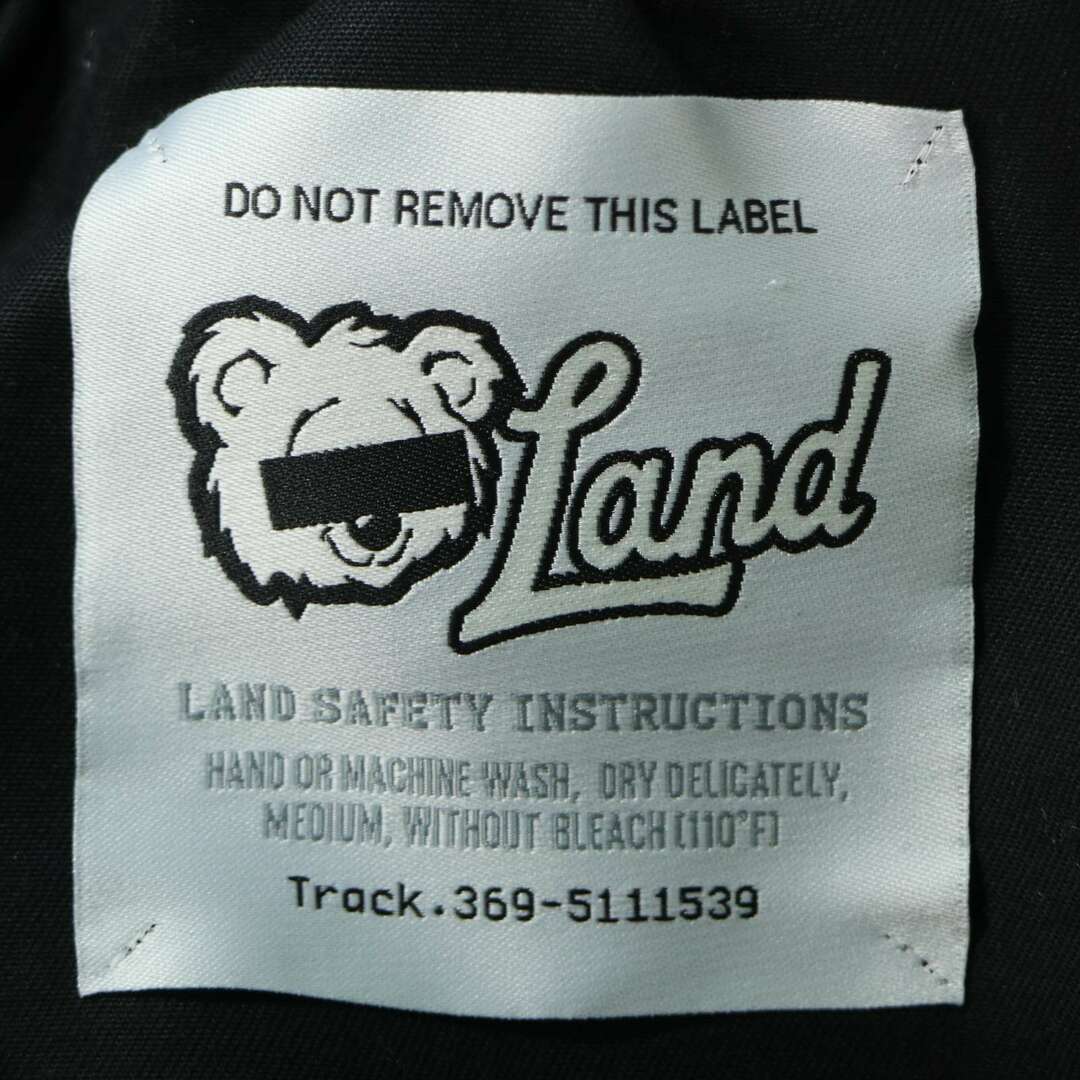 DO NOT REMOVE THIS LABEL
Land
LAND SAFETY INSTRUCTIONS
HAND OR MACHINE WASH, DRY DELICATELY,
MEDIUM, WITHOUT BLEACH (110°F)
Track.369-5111539